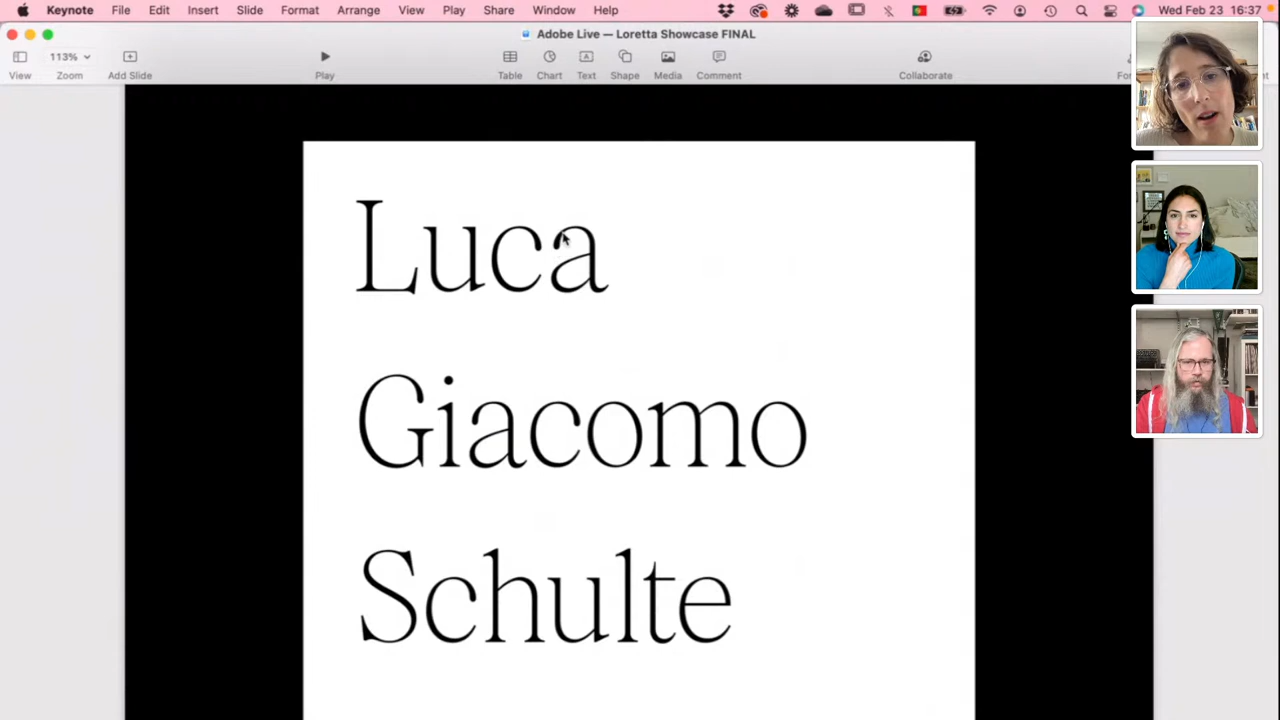 Keynote File Edit Insert Slide Format Arrange View Play Share Window Help Wed Feb 23 16:37
Adobe Live — Loretta Showcase FINAL
113%
View Zoom Add Slide Play Table Chart Text Shape Media Comment Collaborate
Luca
Giacomo
Schulte